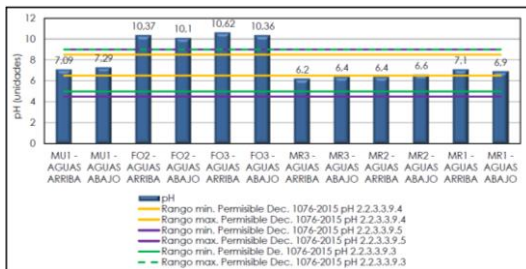 pH (unidades)
12
10
8
6
4
2
0
7,09
7,29
10,37
10,1
10,62
10,36
6,2
6,4
6,4
6,6
7,1
6,9
MU1 - AGUAS ARRIBA
MU1 - AGUAS ABAJO
FO2 - AGUAS ARRIBA
FO2 - AGUAS ABAJO
FO3 - AGUAS ARRIBA
FO3 - AGUAS ABAJO
MR3 - AGUAS ARRIBA
MR3 - AGUAS ABAJO
MR2 - AGUAS ARRIBA
MR2 - AGUAS ABAJO
MR1 - AGUAS ARRIBA
MR1 - AGUAS ABAJO
pH
Rango min. Permisible Dec. 1076-2015 pH 2.2.3.3.9.4
Rango max. Permisible Dec. 1076-2015 pH 2.2.3.3.9.4
Rango min. Permisible Dec. 1076-2015 pH 2.2.3.3.9.5
Rango max. Permisible Dec. 1076-2015 pH 2.2.3.3.9.5
Rango min. Permisible De. 1076-2015 pH 2.2.3.3.9.3
Rango max. Permisible Dec. 1076-2015 pH 2.2.3.3.9.3